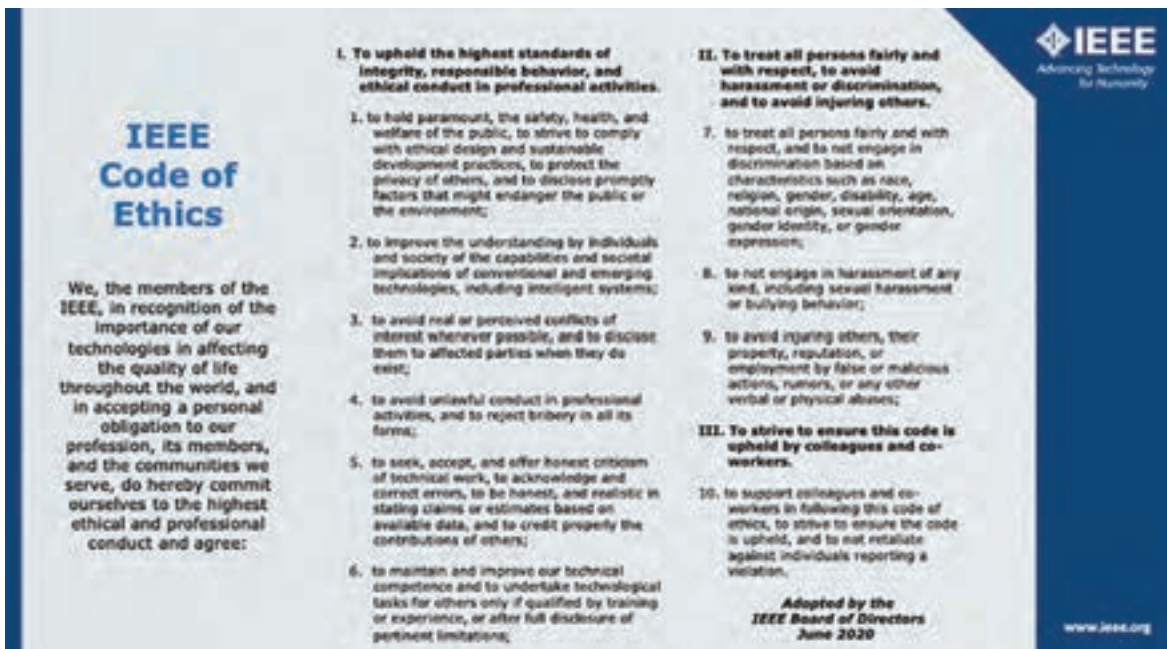 IEEE
Code of
Ethics
We, the members of the
IEEE, in recognition of the
importance of our
technologies in affecting
the quality of life
throughout the world, and
in accepting a personal
obligation to our
profession, its members,
and the communities we
serve, do hereby commit
ourselves to the highest
ethical and professional
conduct and agree:
I. To uphold the highest standards of
integrity, responsible behavior, and
ethical conduct in professional activities.
1. to hold paramount, the safety, health, and
welfare of the public, to strive to comply
with ethical design and sustainable
development practices, to protect the
privacy of others, and to disclose promptly
factors that might endanger the public or
the environment;
2. to improve the understanding by individuals
and society of the capabilities and societal
implications of conventional and emerging
technologies, including intelligent systems;
3. to avoid real or perceived conflicts of
interest whenever possible, and to disclose
them to affected parties when they do
exist;
4. to avoid unlawful conduct in professional
activities, and to reject bribery in all its
forms;
5. to seek, accept, and offer honest criticism
of technical work, to acknowledge and
correct errors, to be honest, and realistic in
stating claims or estimates based on
available data, and to credit properly the
contributions of others;
6. to maintain and improve our technical
competence and to undertake technological
tasks for others only if qualified by training
or experience, or after full disclosure of
pertinent limitations;
II. To treat all persons fairly and
with respect, to avoid
harassment or discrimination,
and to avoid injuring others.
7. to treat all persons fairly and with
respect, and to not engage in
discrimination based on
characteristics such as race,
religion, gender, disability, age,
national origin, sexual orientation,
gender identity, or gender
expression;
8. to not engage in harassment of any
kind, including sexual harassment
or bullying behavior;
9. to avoid injuring others, their
property, reputation, or
employment by false or malicious
actions, rumors, or any other
verbal or physical abuses;
III. To strive to ensure this code is
upheld by colleagues and co-
workers.
10. to support colleagues and co-
workers in following this code of
ethics, to strive to ensure the code
is upheld, and to not retaliate
against individuals reporting a
violation.
Adopted by the
IEEE Board of Directors
June 2020
IEEE
Advancing Technology
for Humanity
www.ieee.org